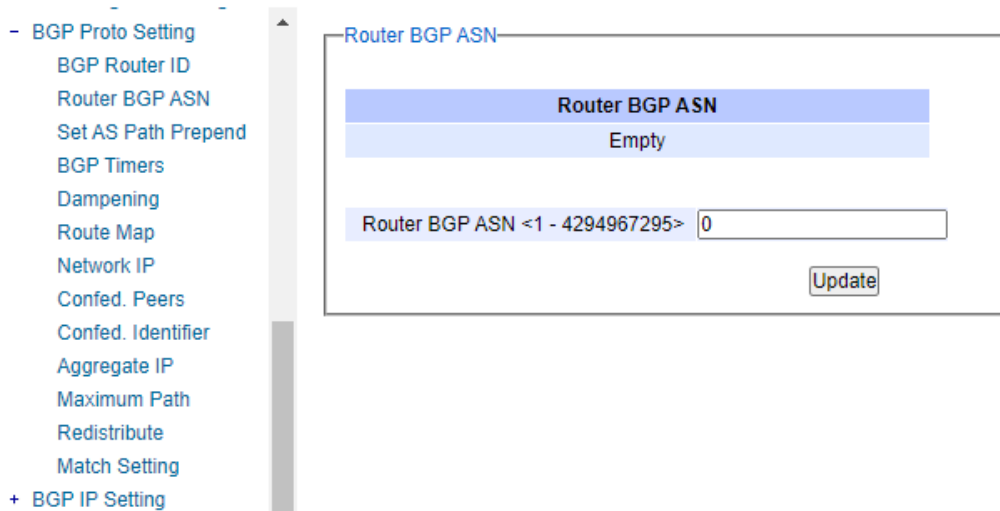 - BGP Proto Setting
BGP Router ID
Router BGP ASN
Set AS Path Prepend
BGP Timers
Dampening
Route Map
Network IP
Confed. Peers
Confed. Identifier
Aggregate IP
Maximum Path
Redistribute
Match Setting
+ BGP IP Setting
Router BGP ASN
Router BGP ASN
Empty
Router BGP ASN <1 - 4294967295> 0
Update